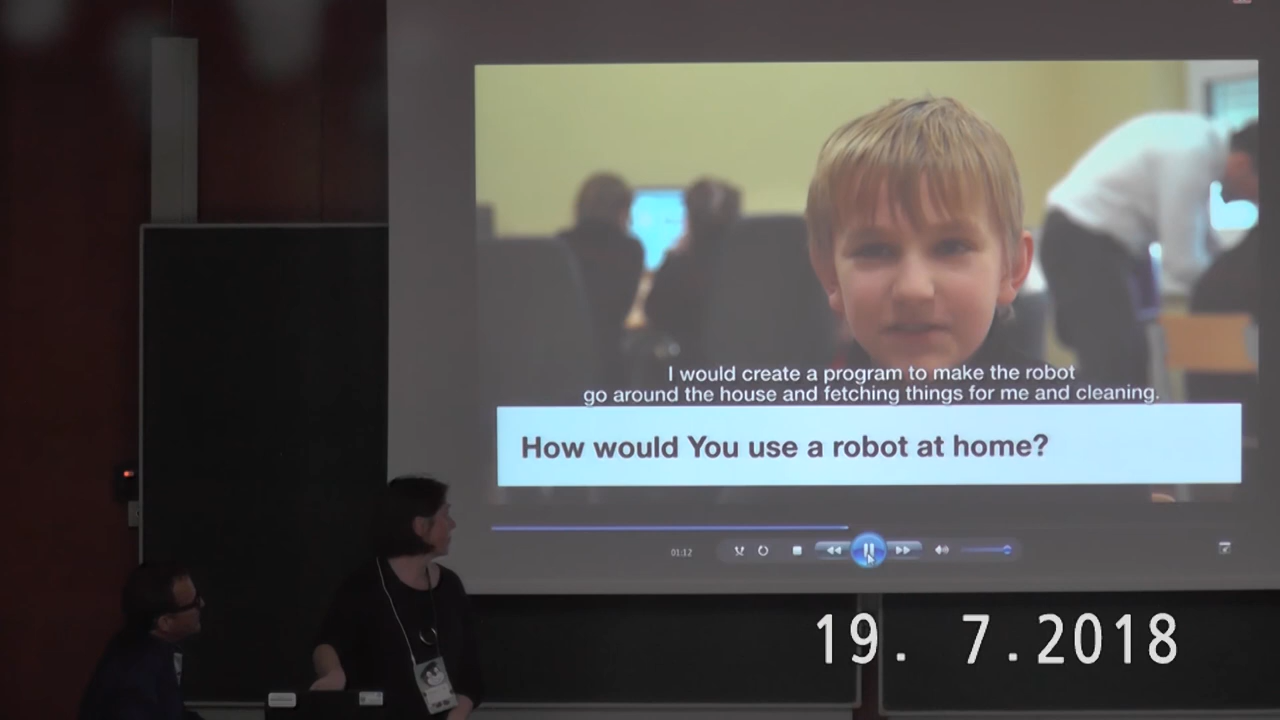 I would create a program to make the robot
go around the house and fetching things for me and cleaning.
How would You use a robot at home?
01:12
19. 7.2018